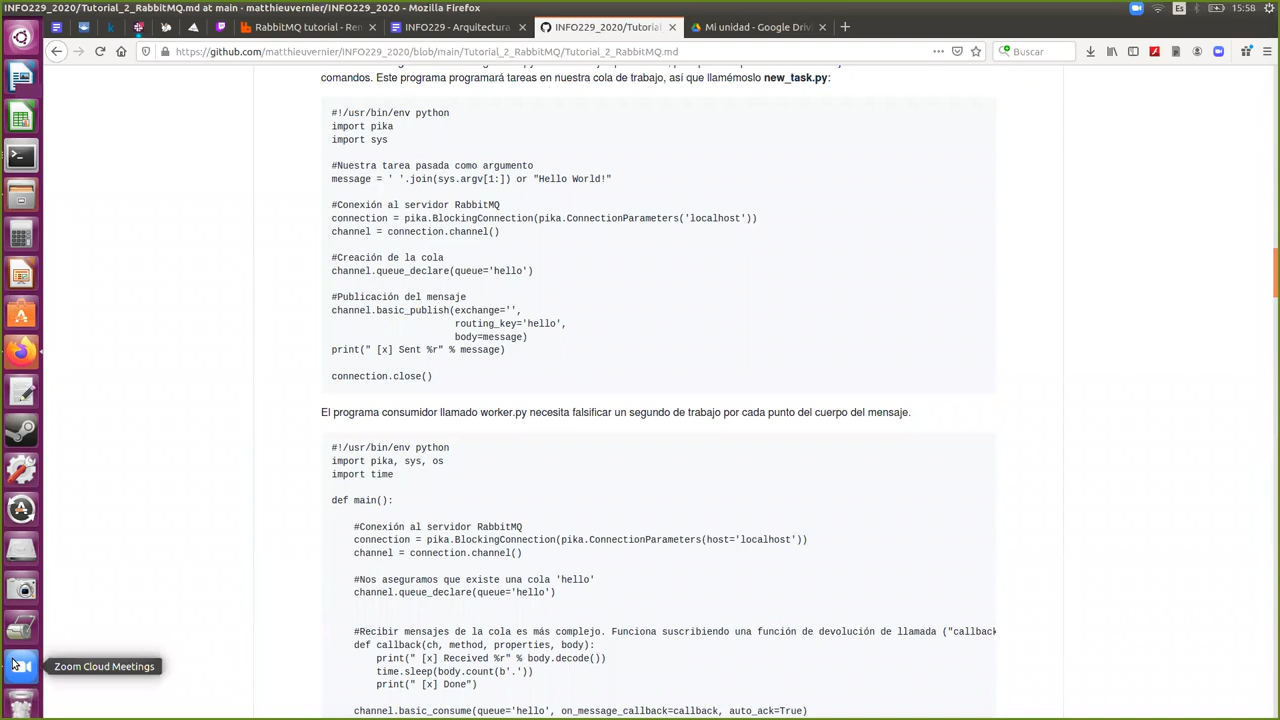 Tutorial_2_RabbitMQ.md at main · matthieuvernier/INFO229_2020 - Mozilla Firefox
Es
15:58
RabbitMQ tutorial - Ren
INFO229 - Arquitectura
INFO229_2020/Tutorial
Mi unidad - Google Driv
https://github.com/matthieuvernier/INFO229_2020/blob/main/Tutorial_2_RabbitMQ/Tutorial_2_RabbitMQ.md
Buscar
comandos. Este programa programará tareas en nuestra cola de trabajo, así que llamémoslo new_task.py:
#!/usr/bin/env python
import pika
import sys
#Nuestra tarea pasada como argumento
message = ' '.join(sys.argv[1:]) or "Hello World!"
#Conexión al servidor RabbitMQ
connection = pika.BlockingConnection(pika.ConnectionParameters('localhost'))
channel = connection.channel()
#Creación de la cola
channel.queue_declare(queue='hello')
#Publicación del mensaje
channel.basic_publish(exchange='',
routing_key='hello',
body=message)
print(" [x] Sent %r" % message)
connection.close()
El programa consumidor llamado worker.py necesita falsificar un segundo de trabajo por cada punto del cuerpo del mensaje.
#!/usr/bin/env python
import pika, sys, os
import time
def main():
#Conexión al servidor RabbitMQ
connection = pika.BlockingConnection(pika.ConnectionParameters(host='localhost'))
channel = connection.channel()
#Nos aseguramos que existe una cola 'hello'
channel.queue_declare(queue='hello')
#Recibir mensajes de la cola es más complejo. Funciona suscribiendo una función de devolución de llamada ("callback
def callback(ch, method, properties, body):
print(" [x] Received %r" % body.decode())
time.sleep(body.count(b'.'))
print(" [x] Done")
channel.basic_consume(queue='hello', on_message_callback=callback, auto_ack=True)
Zoom Cloud Meetings